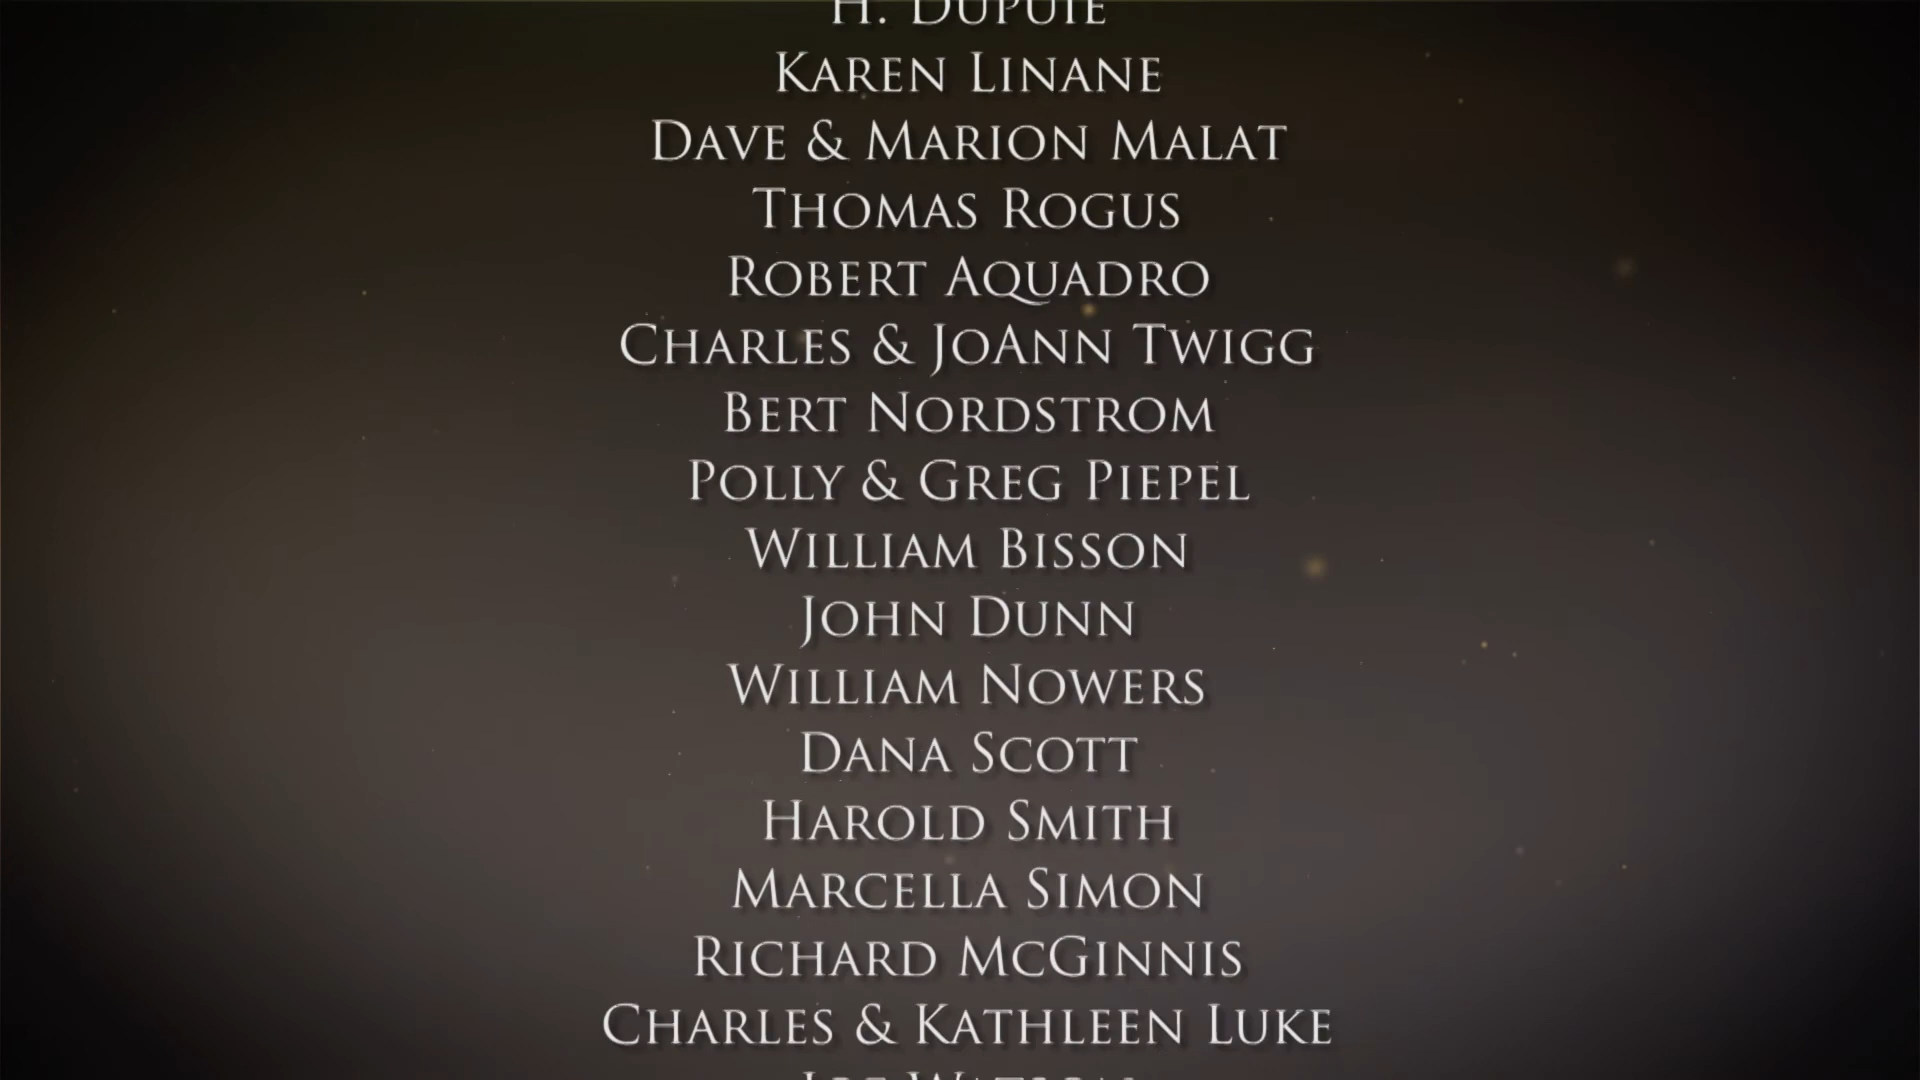 H. Dupuie
Karen Linane
Dave & Marion Malat
Thomas Rogus
Robert Aquadro
Charles & JoAnn Twigg
Bert Nordstrom
Polly & Greg Piepel
William Bisson
John Dunn
William Nowers
Dana Scott
Harold Smith
Marcella Simon
Richard McGinnis
Charles & Kathleen Luke